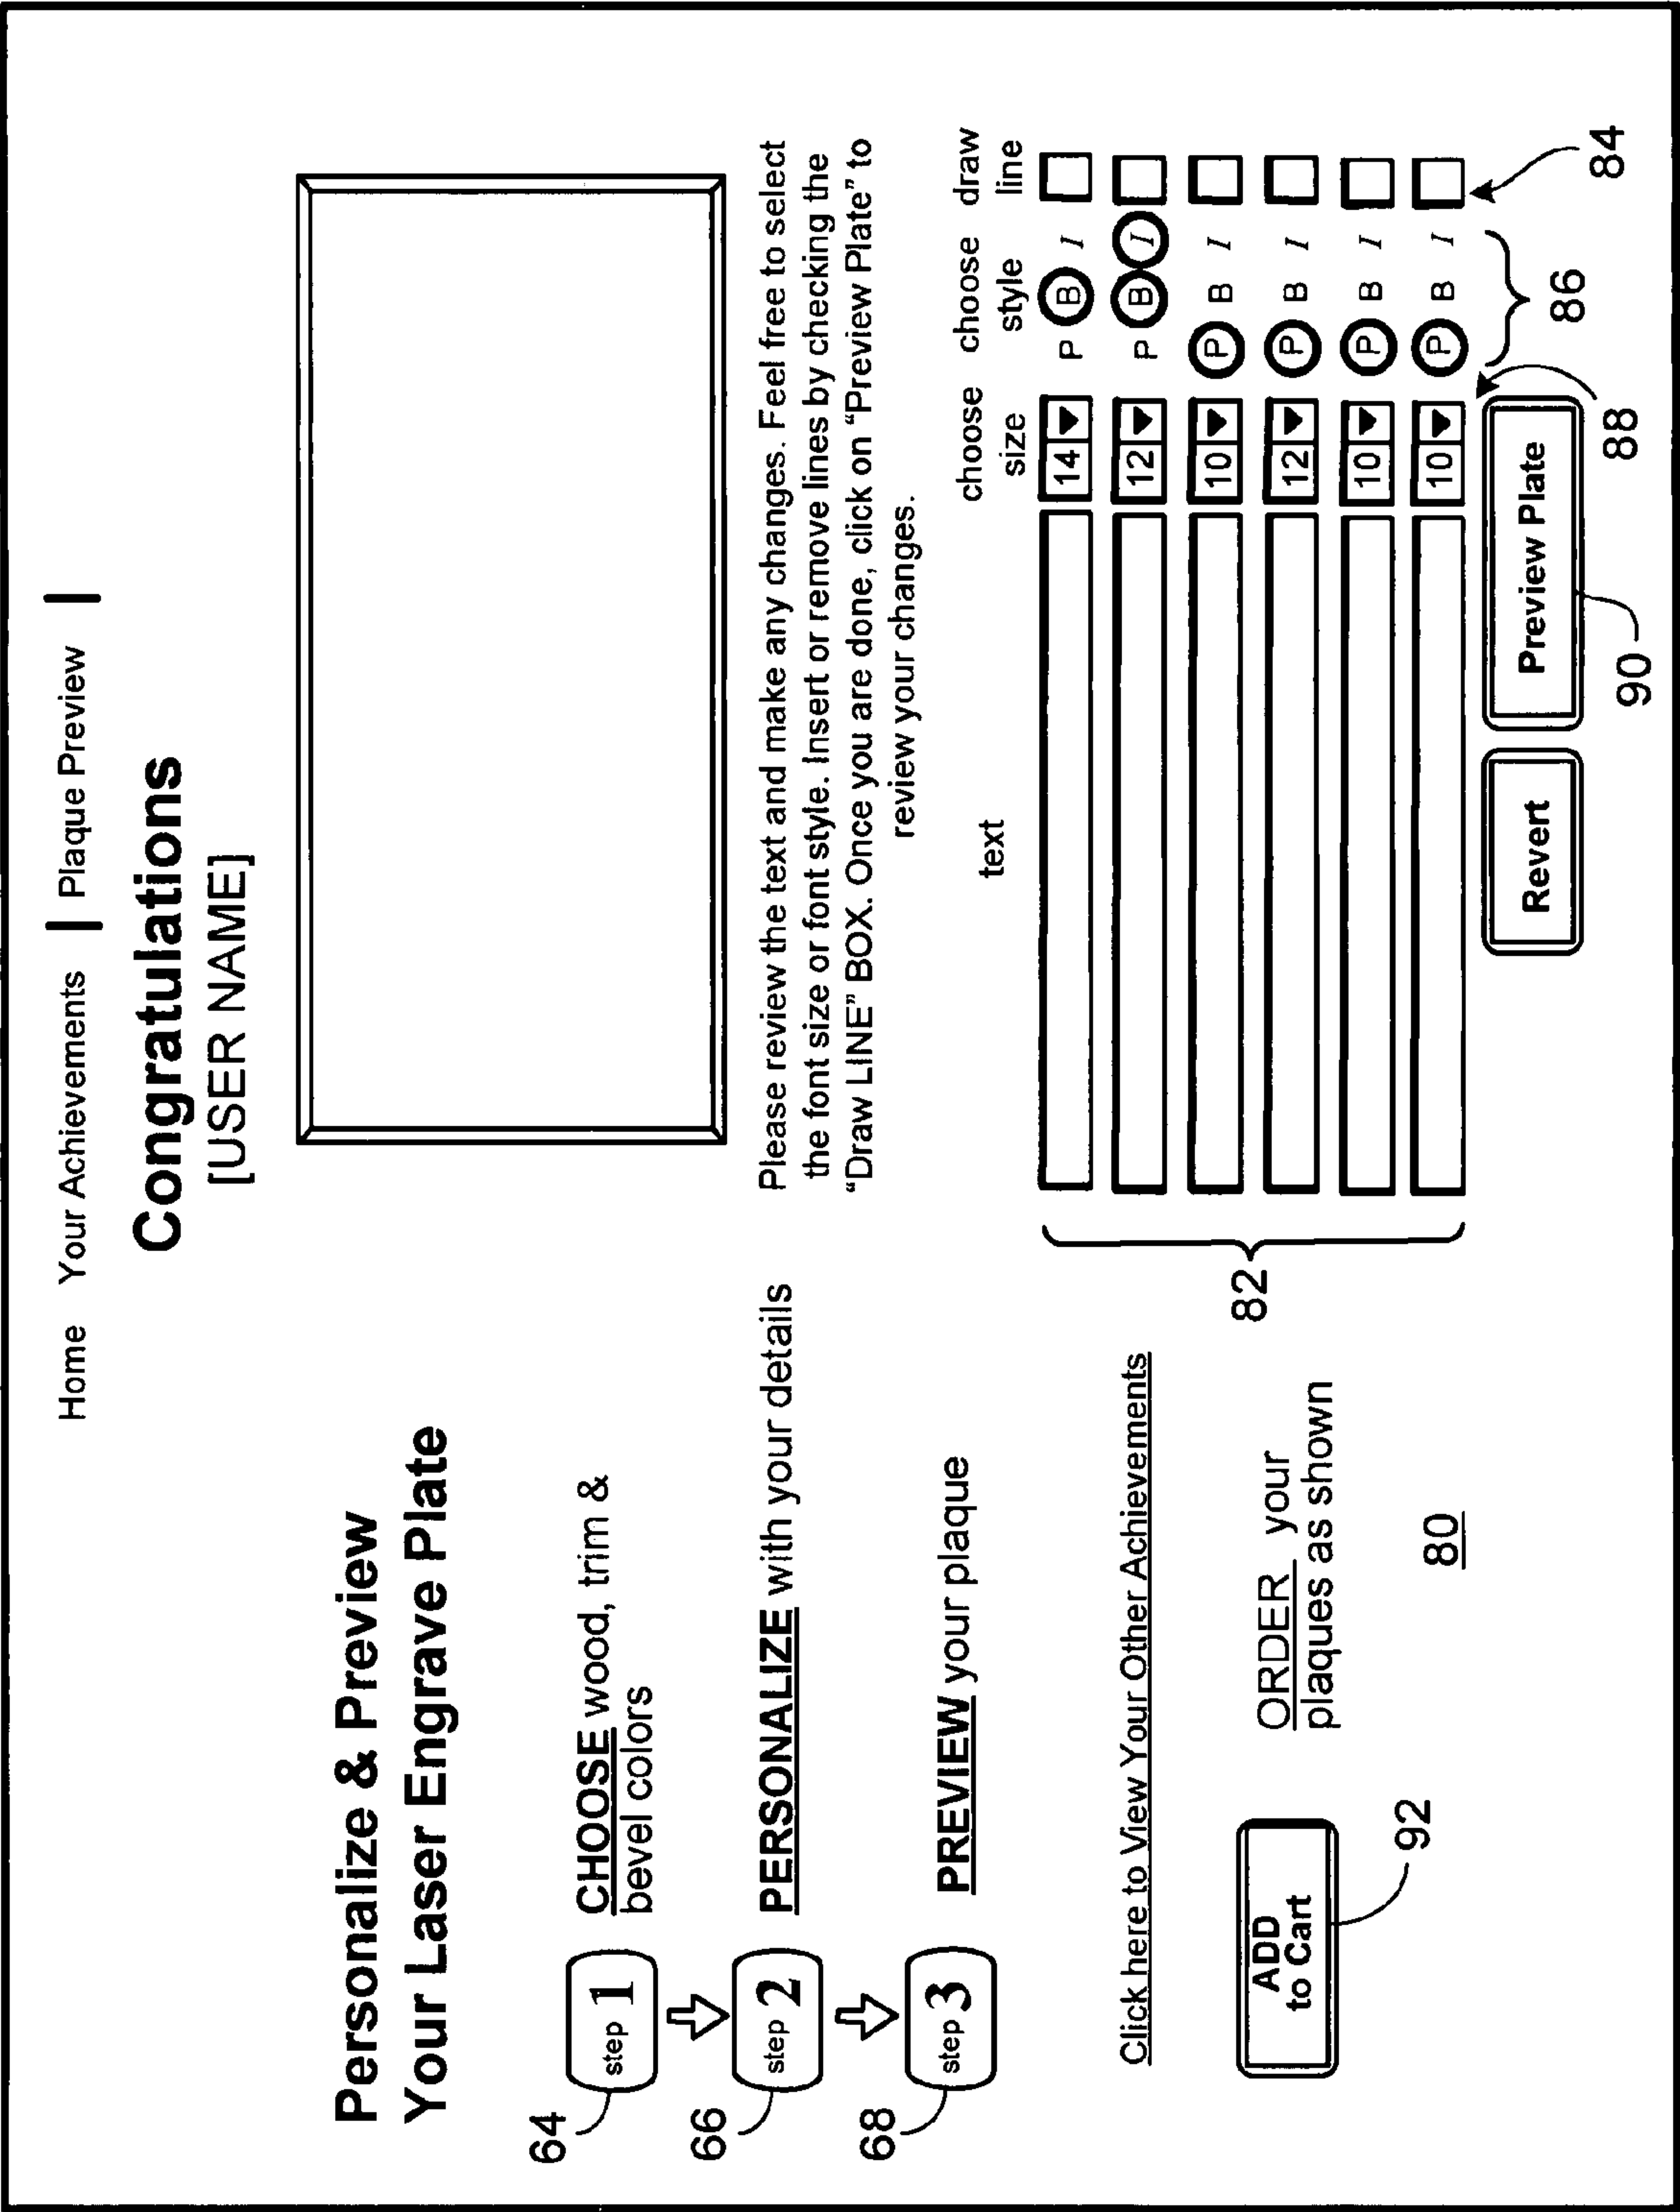 Home Your Achievements | Plaque Preview |
Congratulations
[USER NAME]
Personalize & Preview
Your Laser Engrave Plate
64
step 1
CHOOSE wood, trim &
bevel colors
66
step 2
PERSONALIZE with your details
68
step 3
PREVIEW your plaque
Click here to View Your Other Achievements
ADD
to Cart
92
ORDER your
plaques as shown
80
Please review the text and make any changes. Feel free to select
the font size or font style. Insert or remove lines by checking the
“Draw LINE” BOX. Once you are done, click on “Preview Plate” to
review your changes.
text
choose
size
choose
style
draw
line
14 P B I
12 P B I
10 P B I
12 P B I
10 P B I
10 P B I
82
Revert
Preview Plate
90
88
86
84